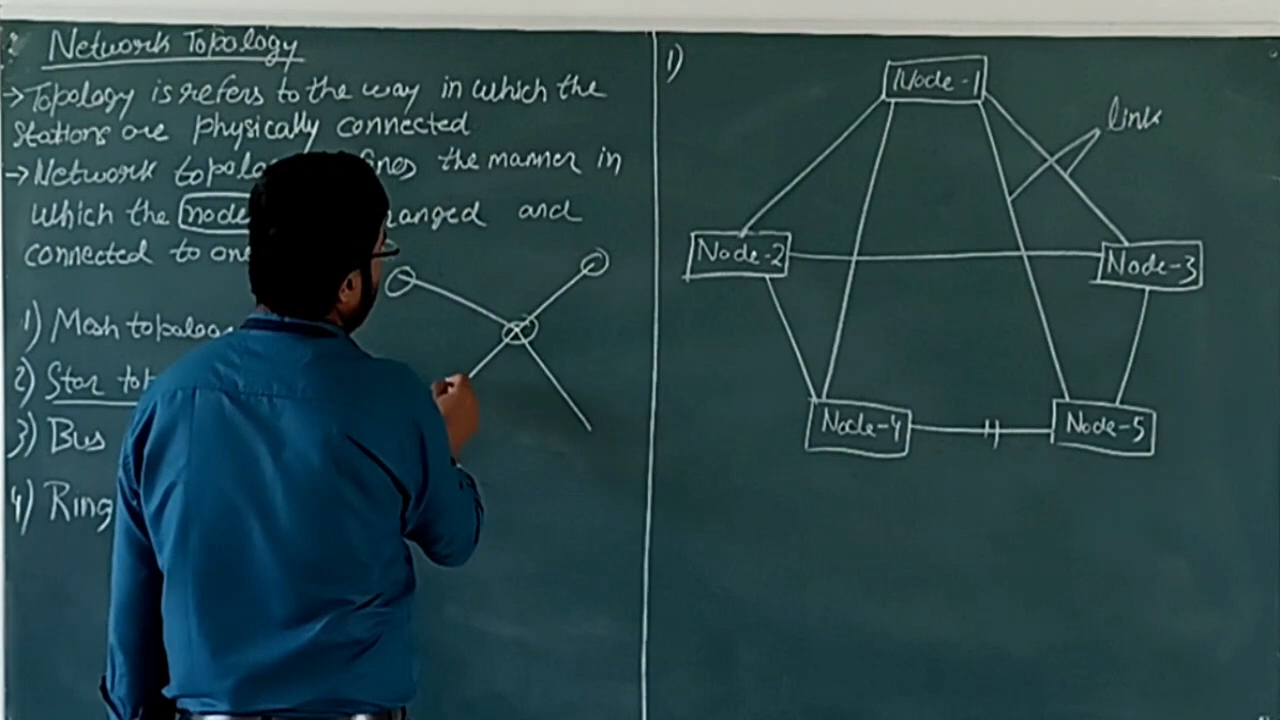 Network Topology
→Topology is refers to the way in which the
Stations are physically connected
→Network the manner in
which the and
connected to
1) Mesh
2) Star
3) Bus
4) Ring
1)
Node-1
link
Node-2
Node-3
Node-4
Node-5